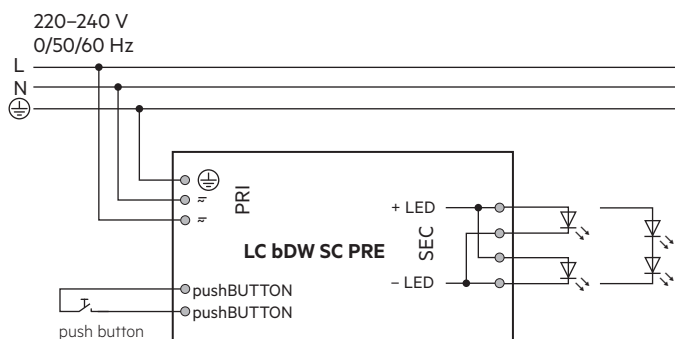 220–240 V
0/50/60 Hz
L
N
PRI
LC bDW SC PRE
+ LED
SEC
– LED
pushBUTTON
pushBUTTON
push button